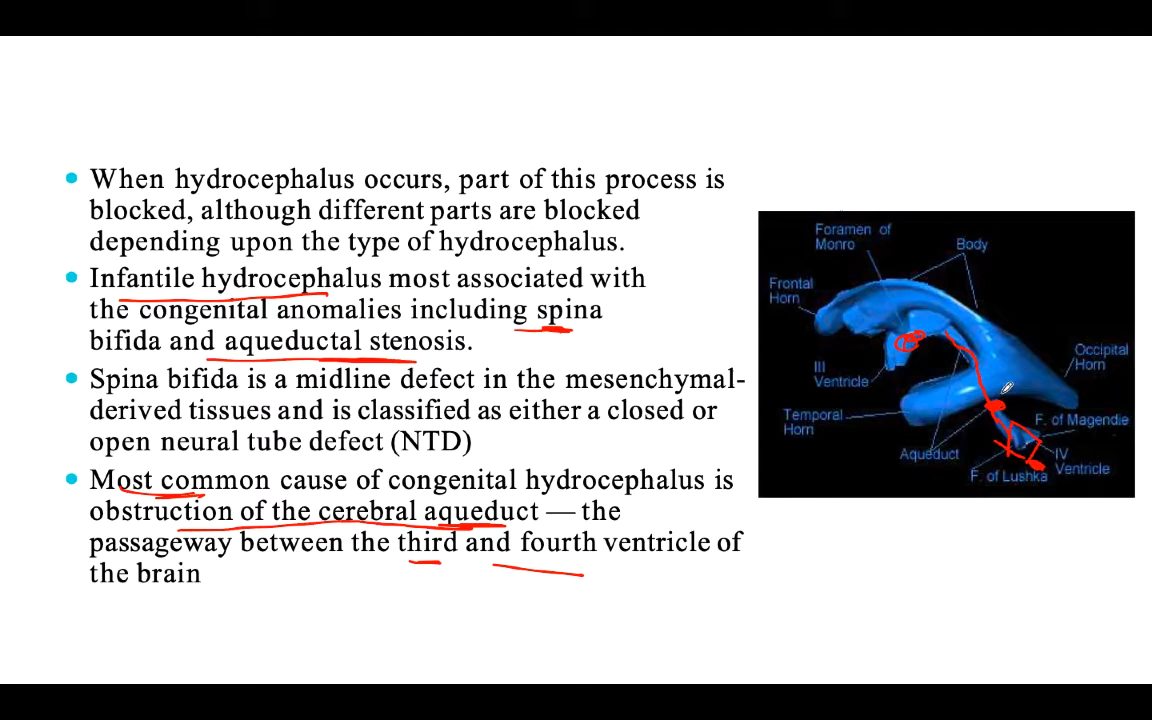 When hydrocephalus occurs, part of this process is
blocked, although different parts are blocked
depending upon the type of hydrocephalus.
Infantile hydrocephalus most associated with
the congenital anomalies including spina
bifida and aqueductal stenosis.
Spina bifida is a midline defect in the mesenchymal-
derived tissues and is classified as either a closed or
open neural tube defect (NTD)
Most common cause of congenital hydrocephalus is
obstruction of the cerebral aqueduct — the
passageway between the third and fourth ventricle of
the brain
Foramen of
Monro
Body
Frontal
Horn
III
Ventricle
Occipital
Horn
Temporal
Horn
F. of Magendie
Aqueduct
IV
Ventricle
F. of Lushka